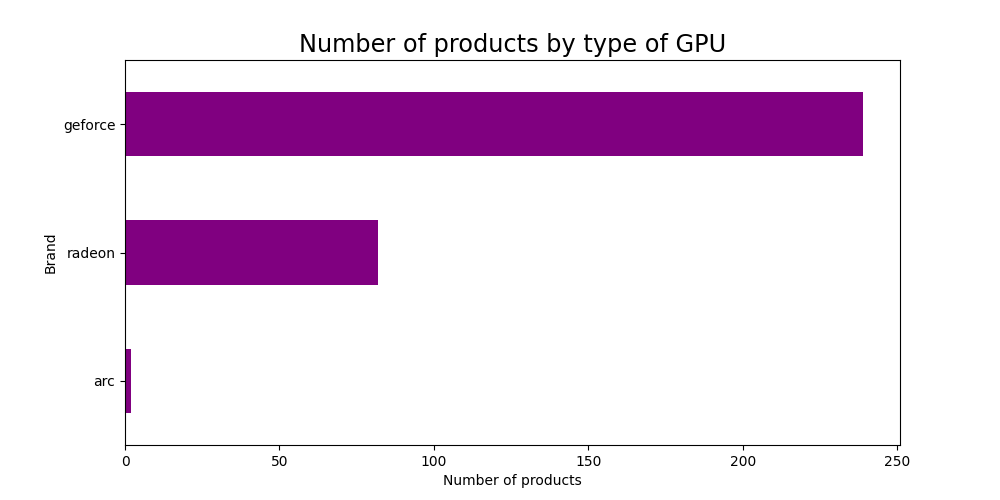 Number of products by type of GPU
geforce
radeon
arc
Brand
0 50 100 150 200 250
Number of products